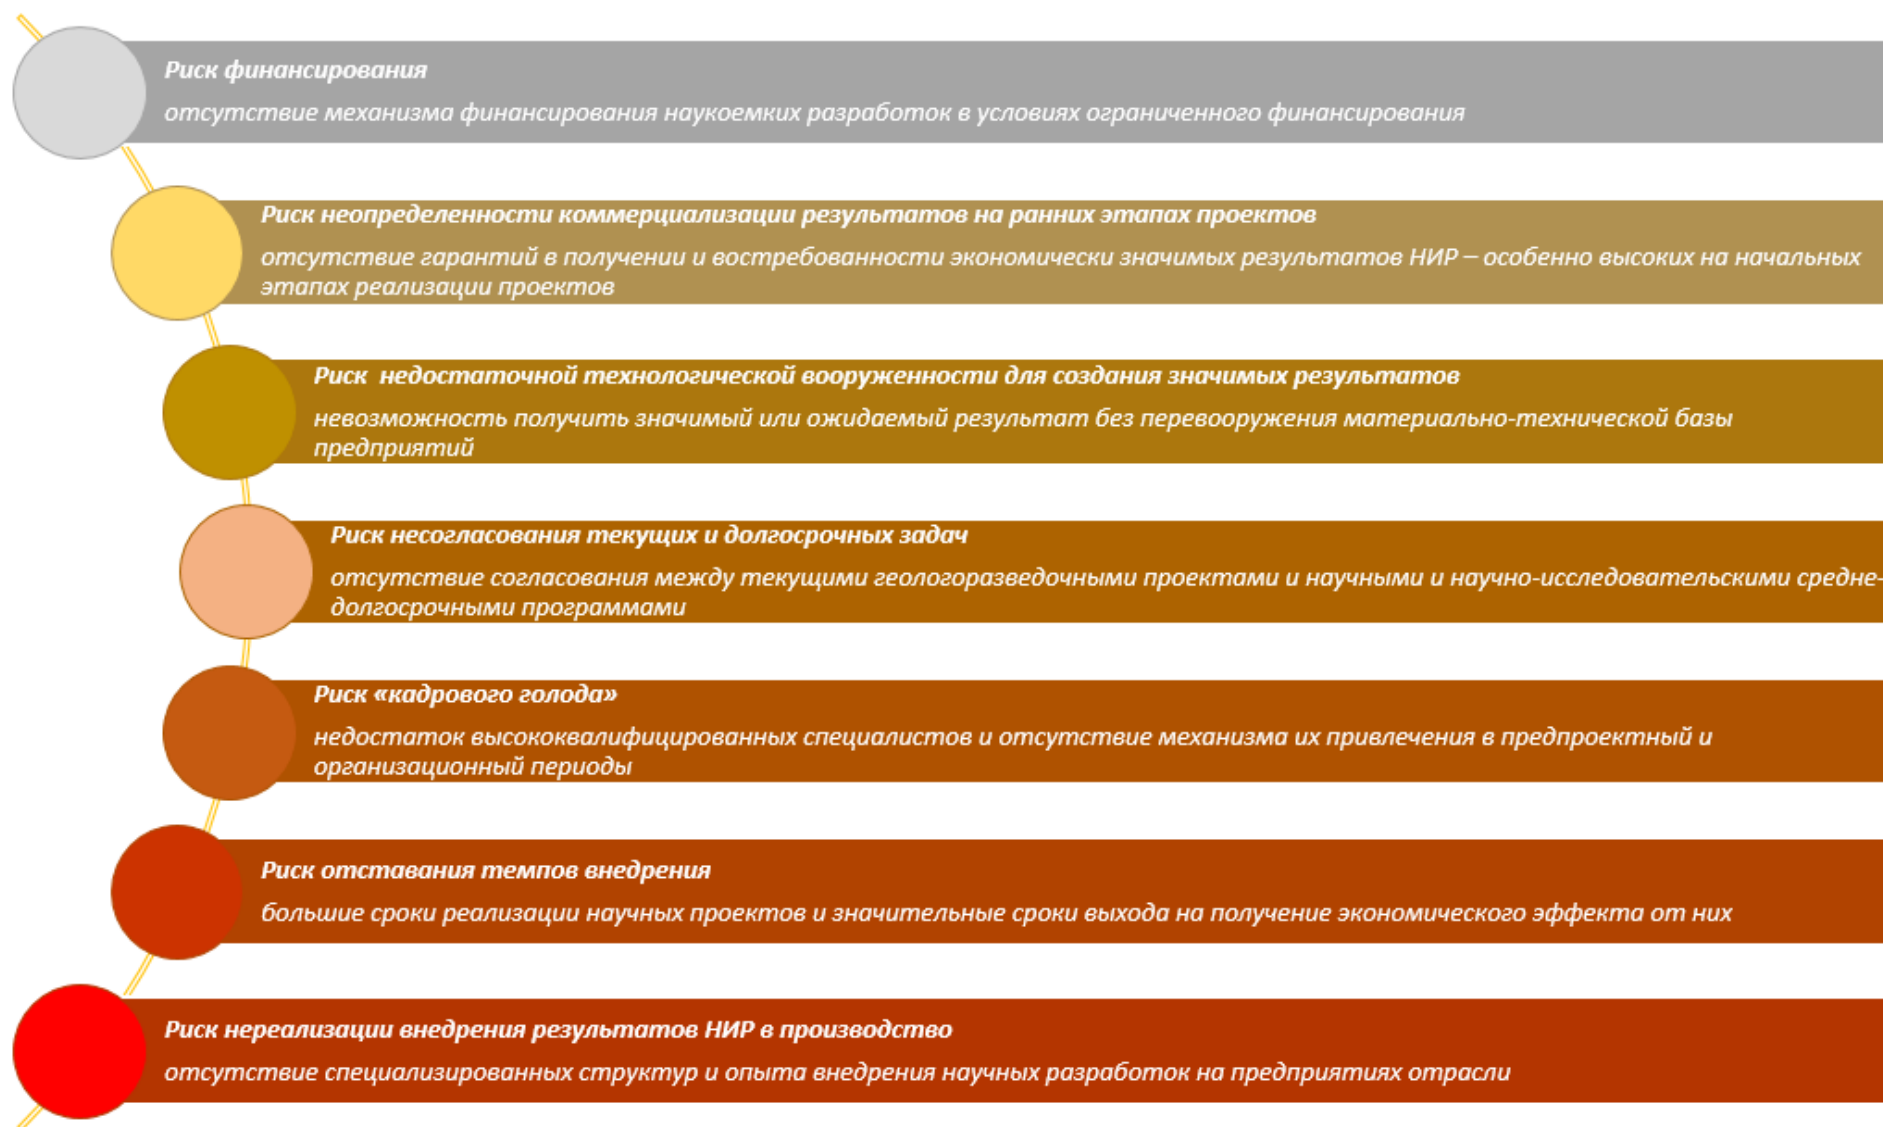 Риск финансирования
отсутствие механизма финансирования наукоемких разработок в условиях ограниченного финансирования
Риск неопределенности коммерциализации результатов на ранних этапах проектов
отсутствие гарантий в получении и востребованности экономически значимых результатов НИР – особенно высоких на начальных
этапах реализации проектов
Риск  недостаточной технологической вооруженности для создания значимых результатов
невозможность получить значимый или ожидаемый результат без перевооружения материально-технической базы
предприятий
Риск несогласования текущих и долгосрочных задач
отсутствие согласования между текущими геологоразведочными проектами и научными и научно-исследовательскими средне-
долгосрочными программами
Риск «кадрового голода»
недостаток высококвалифицированных специалистов и отсутствие механизма их привлечения в предпроектный и
организационный периоды
Риск отставания темпов внедрения
большие сроки реализации научных проектов и значительные сроки выхода на получение экономического эффекта от них
Риск нереализации внедрения результатов НИР в производство
отсутствие специализированных структур и опыта внедрения научных разработок на предприятиях отрасли